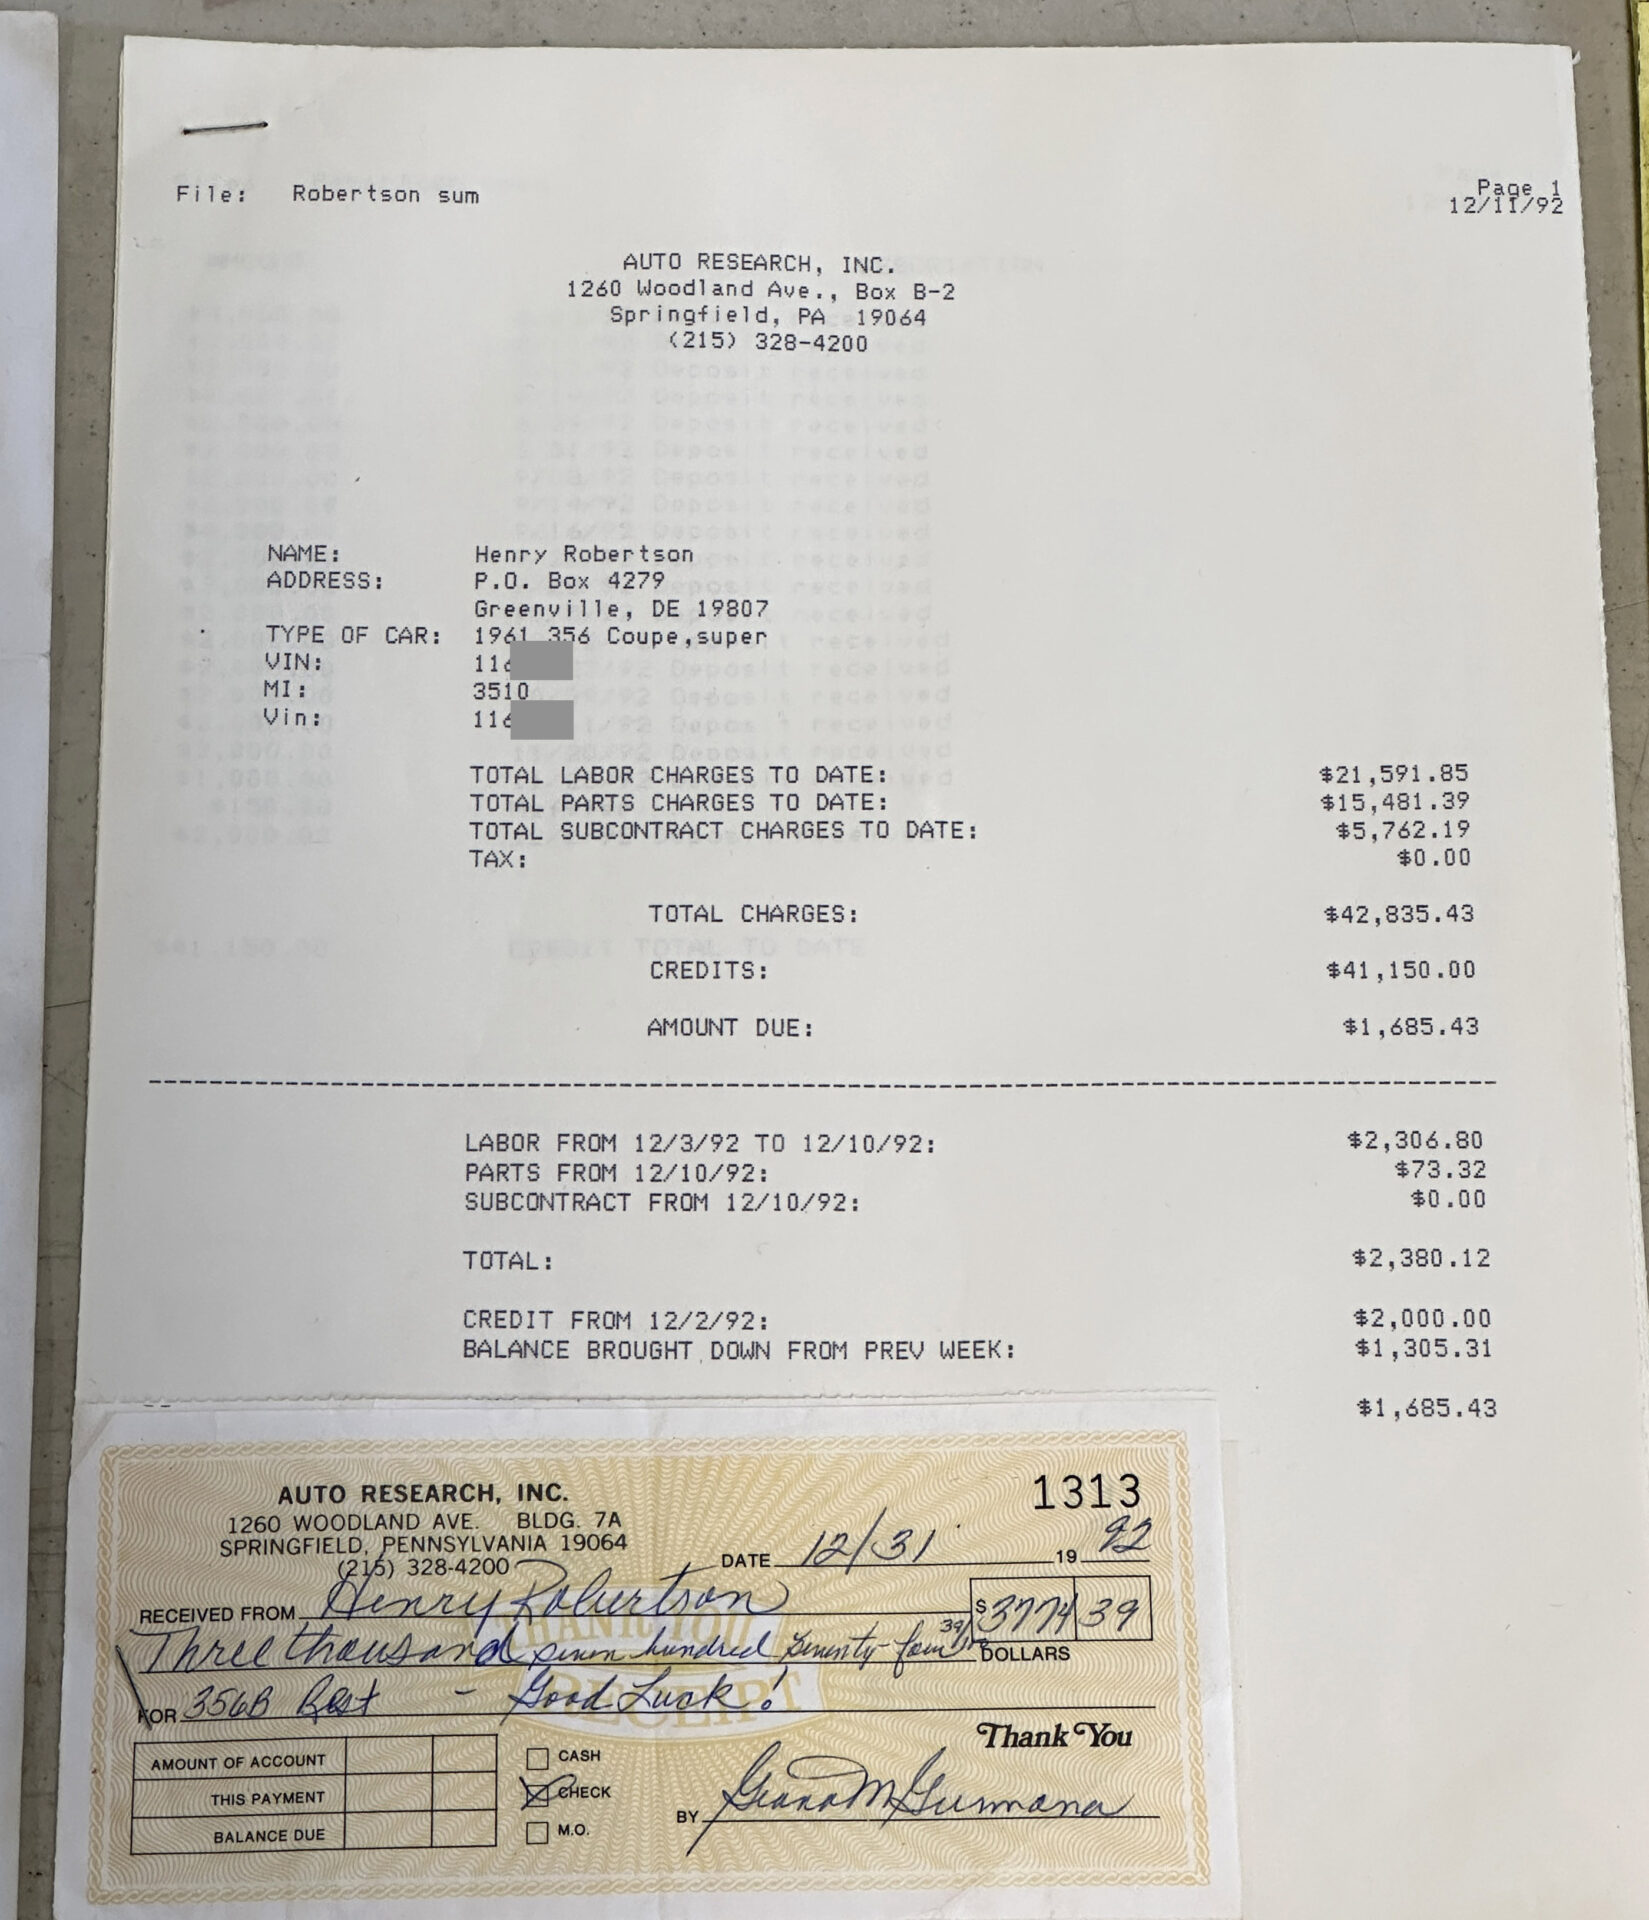 File: Robertson sum
Page 1
12/11/92
AUTO RESEARCH, INC.
1260 Woodland Ave., Box B-2
Springfield, PA 19064
(215) 328-4200
NAME: Henry Robertson
ADDRESS: P.O. Box 4279
Greenville, DE 19807
TYPE OF CAR: 1961 356 Coupe,super
VIN: 116
MI: 3510
Vin: 116
TOTAL LABOR CHARGES TO DATE: $21,591.85
TOTAL PARTS CHARGES TO DATE: $15,481.39
TOTAL SUBCONTRACT CHARGES TO DATE: $5,762.19
TAX: $0.00
TOTAL CHARGES: $42,835.43
CREDITS: $41,150.00
AMOUNT DUE: $1,685.43
LABOR FROM 12/3/92 TO 12/10/92: $2,306.80
PARTS FROM 12/10/92: $73.32
SUBCONTRACT FROM 12/10/92: $0.00
TOTAL: $2,380.12
CREDIT FROM 12/2/92: $2,000.00
BALANCE BROUGHT DOWN FROM PREV WEEK: $1,305.31
$1,685.43
AUTO RESEARCH, INC. 1313
1260 WOODLAND AVE. BLDG. 7A
SPRINGFIELD, PENNSYLVANIA 19064
(215) 328-4200
DATE 12/31 19 92
RECEIVED FROM Henry Robertson $3774 39
Three thousand seven hundred seventy-four 39/ DOLLARS
FOR 356B Rest - Good Luck!
THANK YOU
RECEIPT
Thank You
AMOUNT OF ACCOUNT
THIS PAYMENT
BALANCE DUE
CASH
CHECK
M.O.
BY